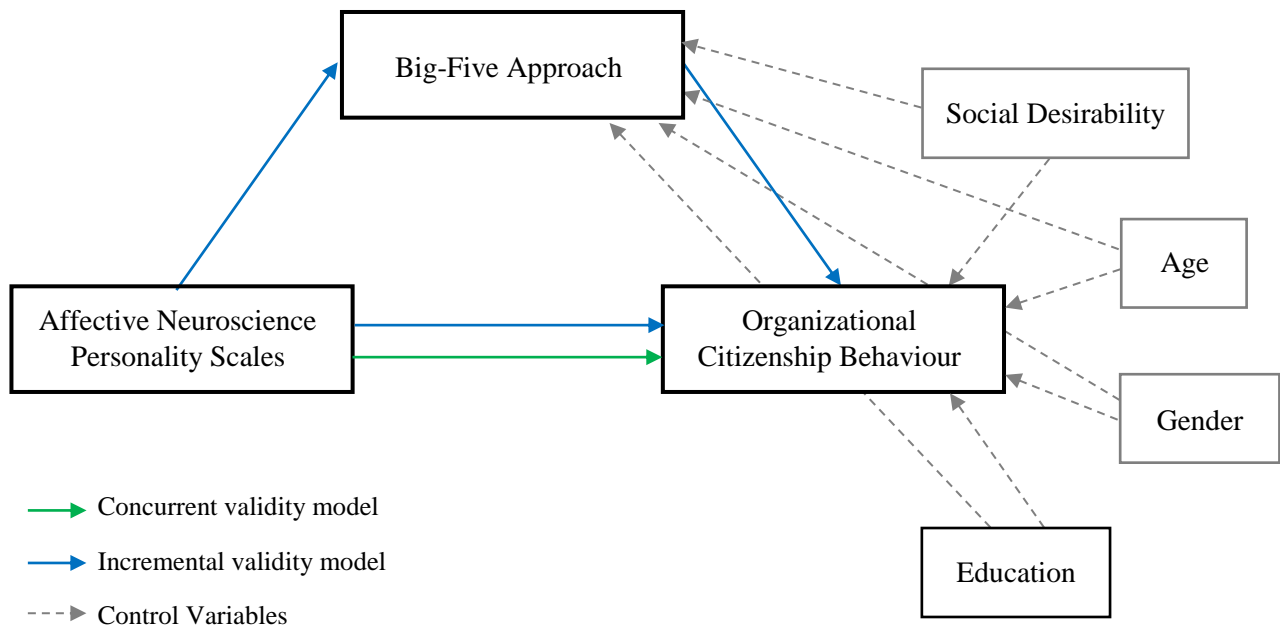 Big-Five Approach
Social Desirability
Age
Affective Neuroscience
Personality Scales
Organizational
Citizenship Behaviour
Gender
Education
Concurrent validity model
Incremental validity model
Control Variables